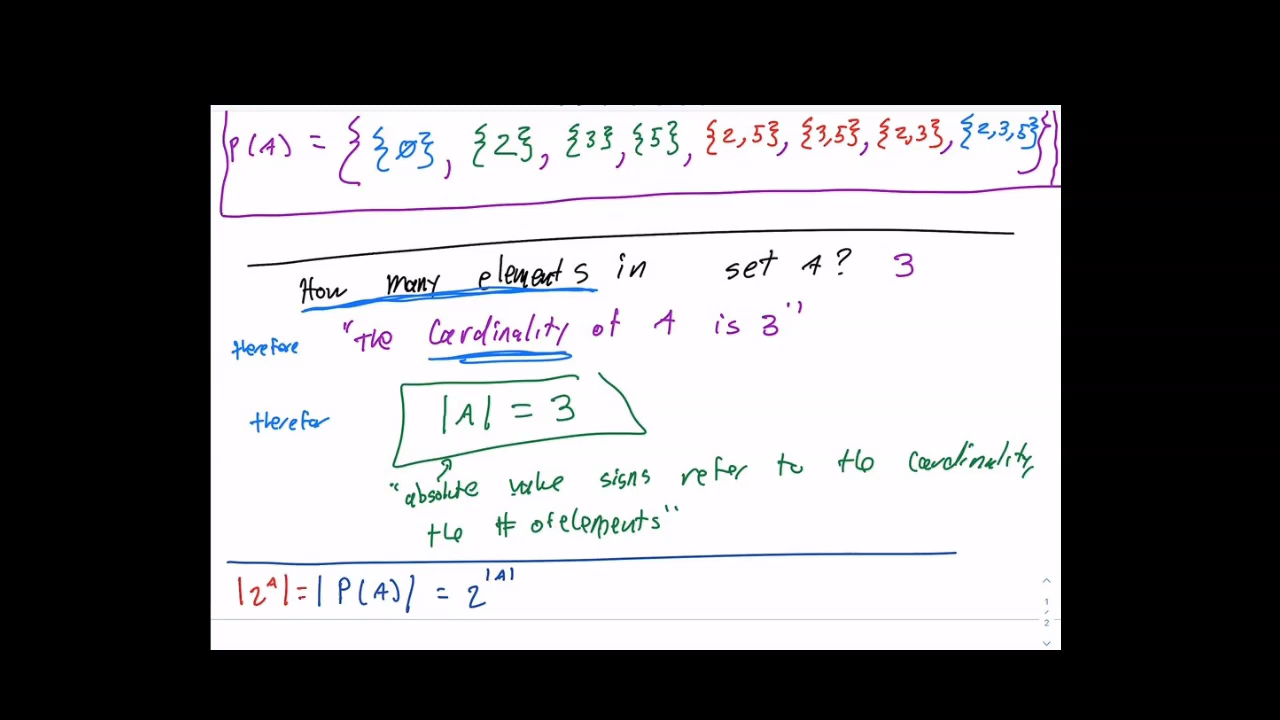 P(A) = {{∅}, {2}, {3}, {5}, {2,5}, {3,5}, {2,3}, {2,3,5}}
How many elements in set A? 3
therefore "the Cardinality of A is 3"
therefor |A| = 3
"absolute value signs refer to the cardinality,
the # of elements"
|2^A| = |P(A)| = 2^|A|
1
/
2